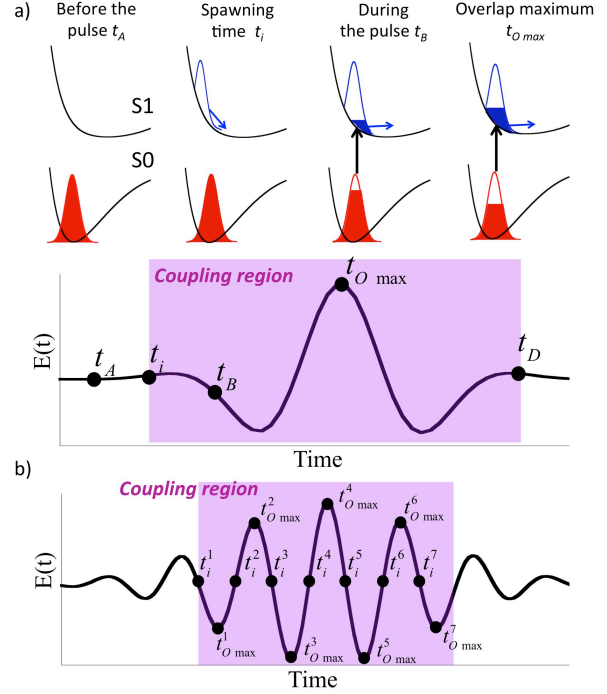 a)
Before the pulse t_A
Spawning time t_i
During the pulse t_B
Overlap maximum t_O max
S1
S0
Coupling region
E(t)
t_A
t_i
t_B
t_O max
t_D
Time
b)
Coupling region
E(t)
t_i^1
t_O max^1
t_O max^2
t_i^2
t_i^3
t_O max^3
t_O max^4
t_i^4
t_i^5
t_O max^5
t_O max^6
t_i^6
t_i^7
t_O max^7
Time